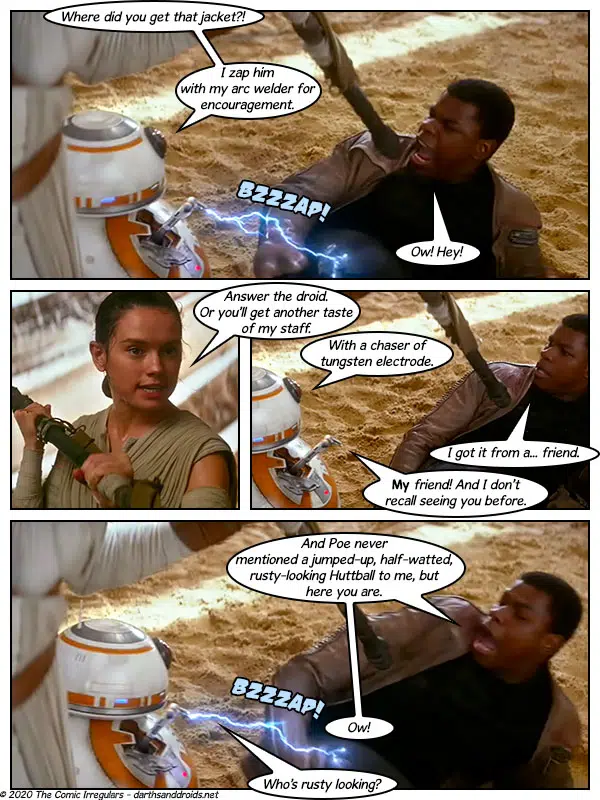 Where did you get that jacket?!
I zap him
with my arc welder for
encouragement.
BZZZAP!
Ow! Hey!
Answer the droid.
Or you'll get another taste
of my staff.
With a chaser of
tungsten electrode.
I got it from a... friend.
My friend! And I don't
recall seeing you before.
And Poe never
mentioned a jumped-up, half-watted,
rusty-looking Huttball to me, but
here you are.
BZZZAP!
Ow!
Who's rusty looking?
© 2020 The Comic Irregulars - darthsanddroids.net